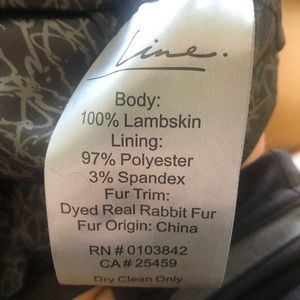 Line.
Body:
100% Lambskin
Lining:
97% Polyester
3% Spandex
Fur Trim:
Dyed Real Rabbit Fur
Fur Origin: China
RN # 0103842
CA # 25459
Dry Clean Only